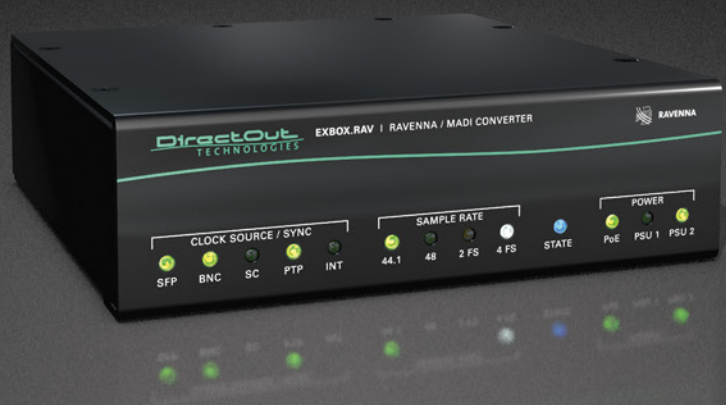 DirectOut
TECHNOLOGIES
EXBOX.RAV | RAVENNA / MADI CONVERTER
RAVENNA
CLOCK SOURCE / SYNC
SFP BNC SC PTP INT
SAMPLE RATE
44.1 48 2 FS 4 FS
STATE
POWER
PoE PSU 1 PSU 2